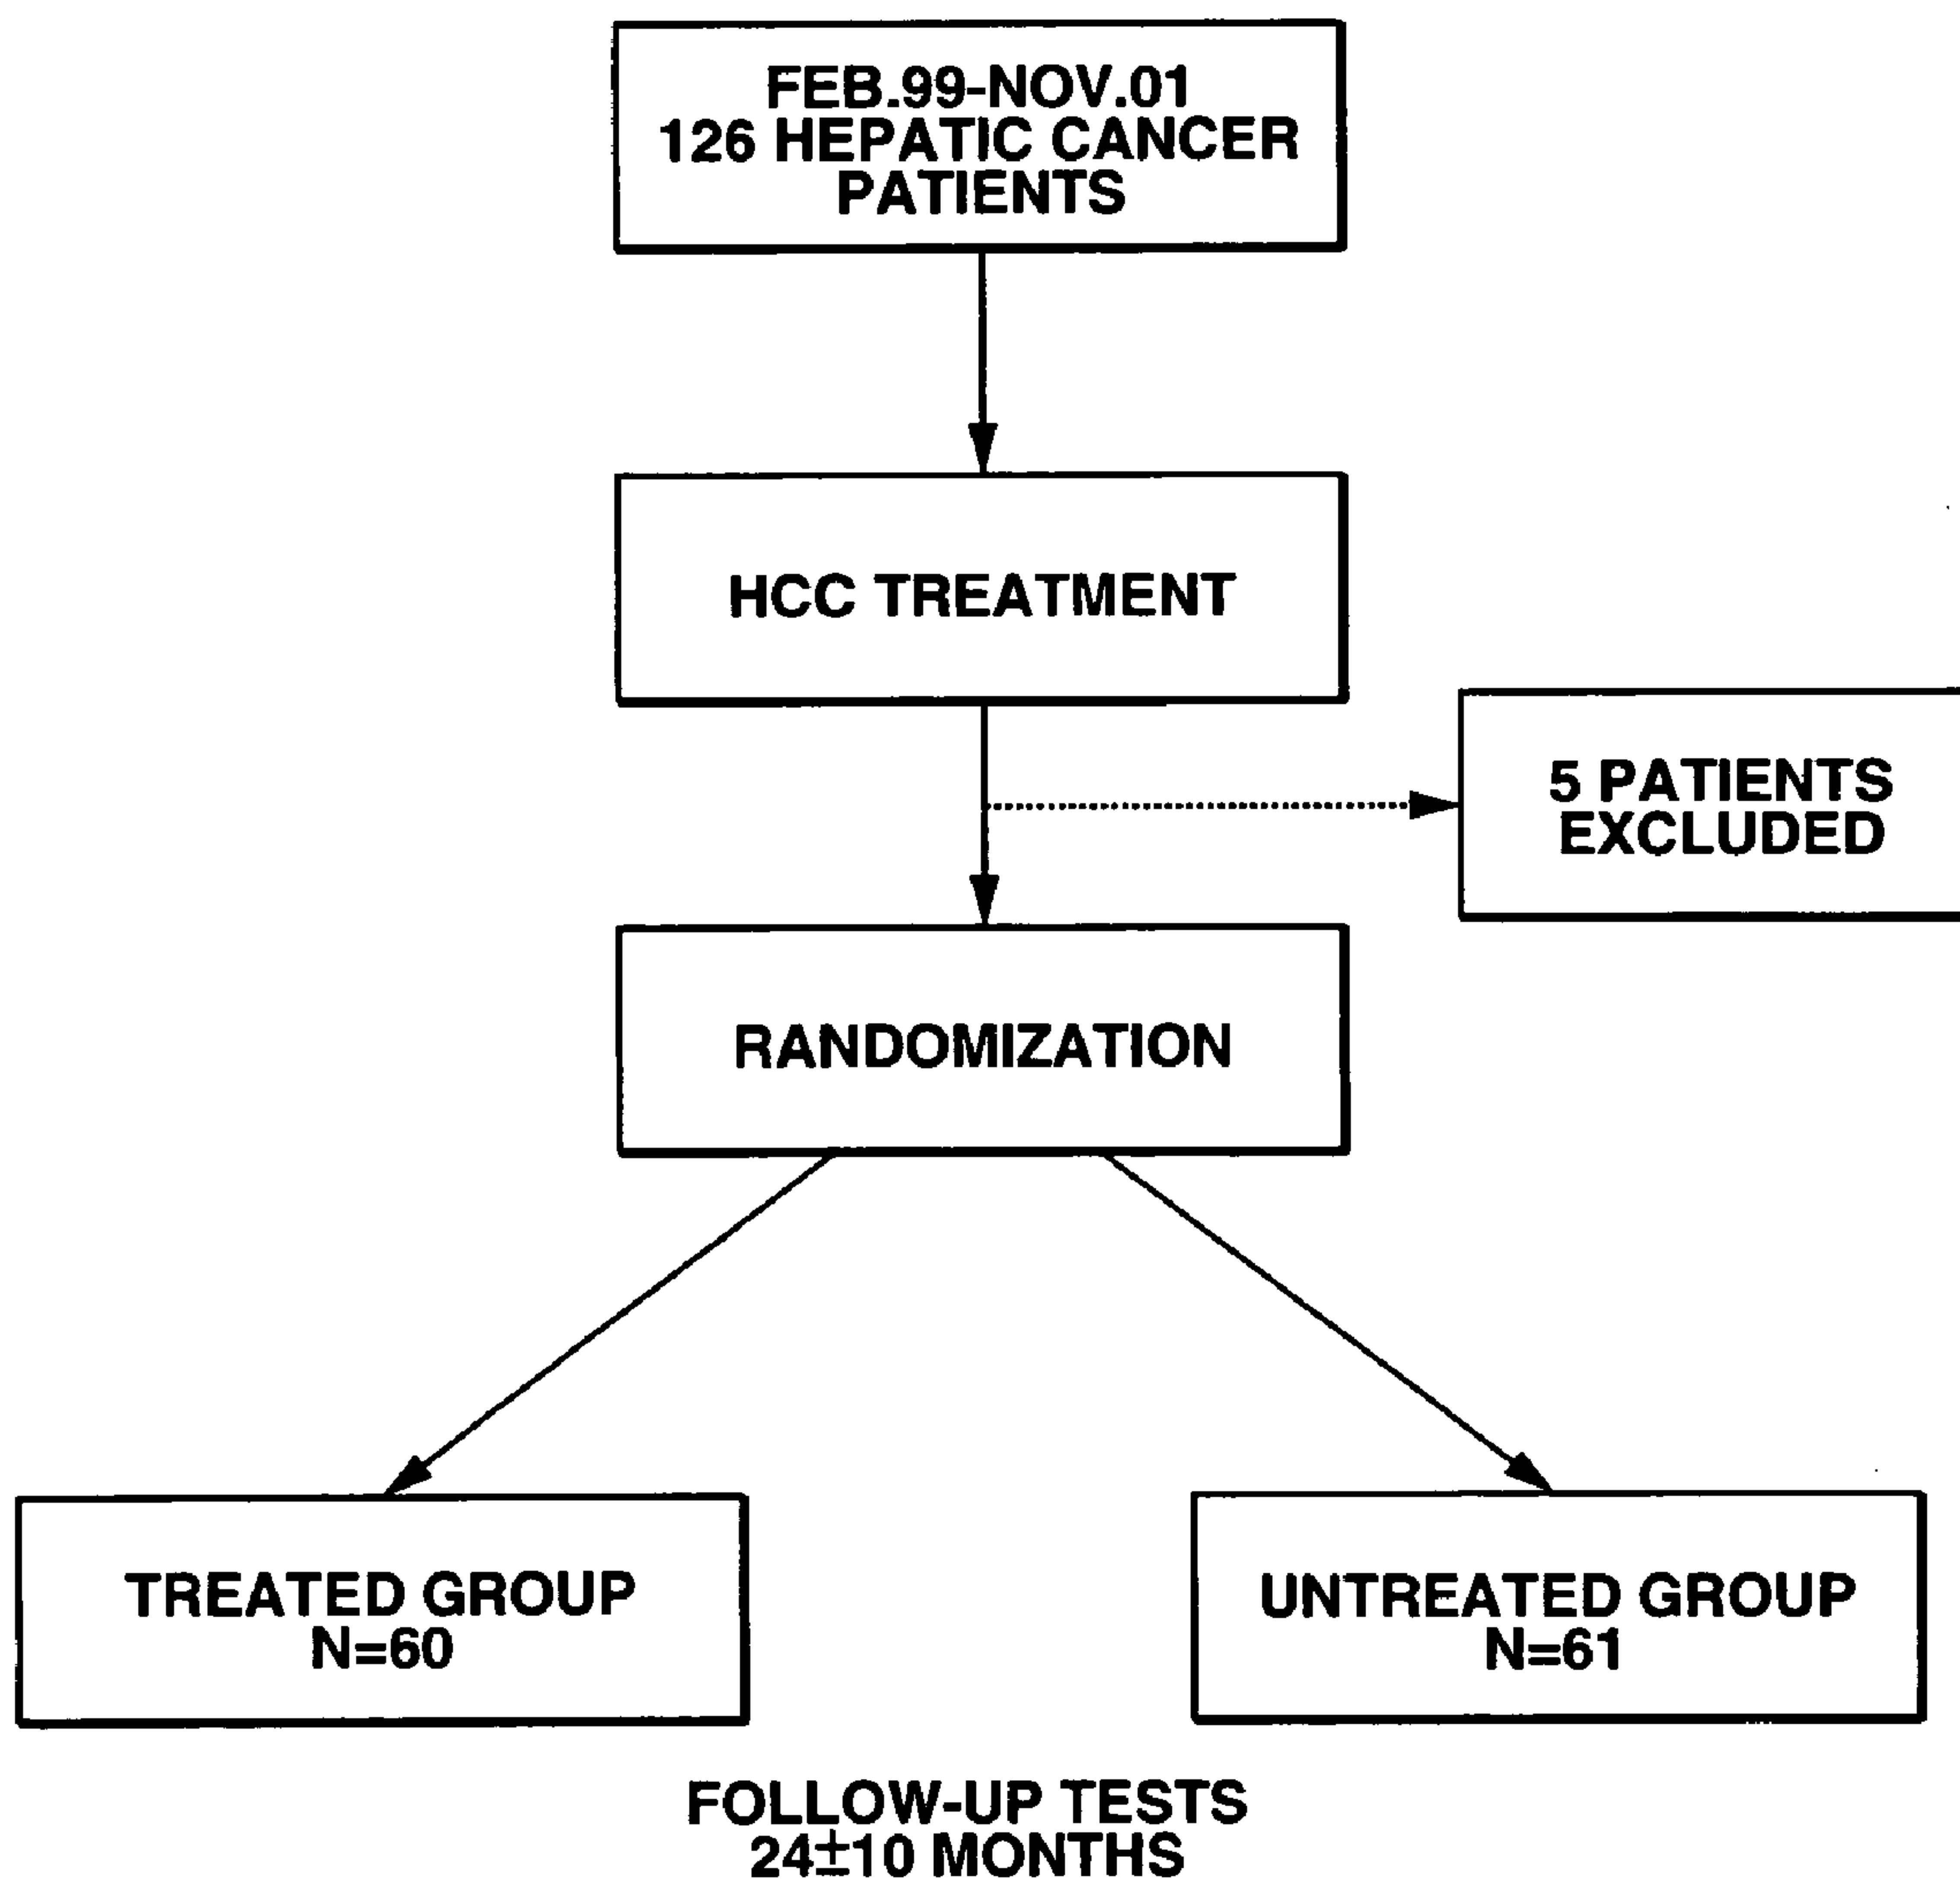 FEB.99-NOV.01
126 HEPATIC CANCER
PATIENTS
HCC TREATMENT
5 PATIENTS
EXCLUDED
RANDOMIZATION
TREATED GROUP
N=60
UNTREATED GROUP
N=61
FOLLOW-UP TESTS
24±10 MONTHS